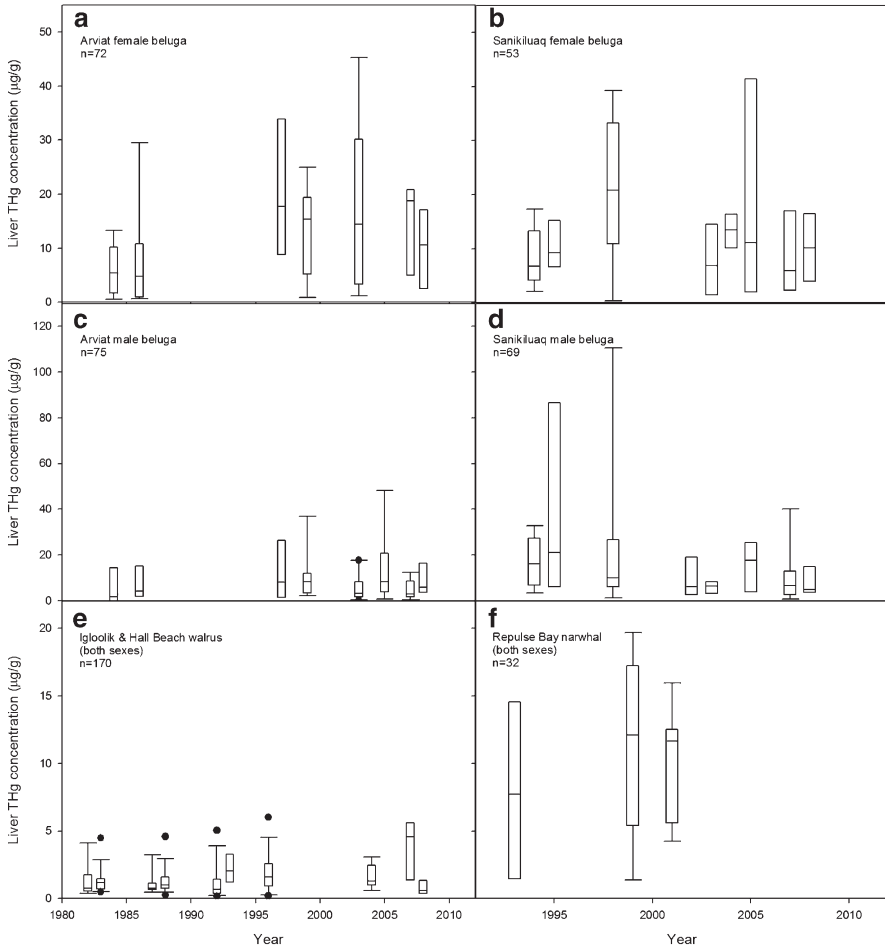 a
Arviat female beluga
n=72
b
Sanikiluaq female beluga
n=53
Liver THg concentration (µg/g)
55
50
40
30
20
10
0
c
Arviat male beluga
n=75
d
Sanikiluaq male beluga
n=69
Liver THg concentration (µg/g)
120
100
80
60
40
20
0
e
Igloolik & Hall Beach walrus
(both sexes)
n=170
f
Repulse Bay narwhal
(both sexes)
n=32
Liver THg concentration (µg/g)
20
15
10
5
0
1980 1985 1990 1995 2000 2005 2010
1995 2000 2005 2010
Year
Year